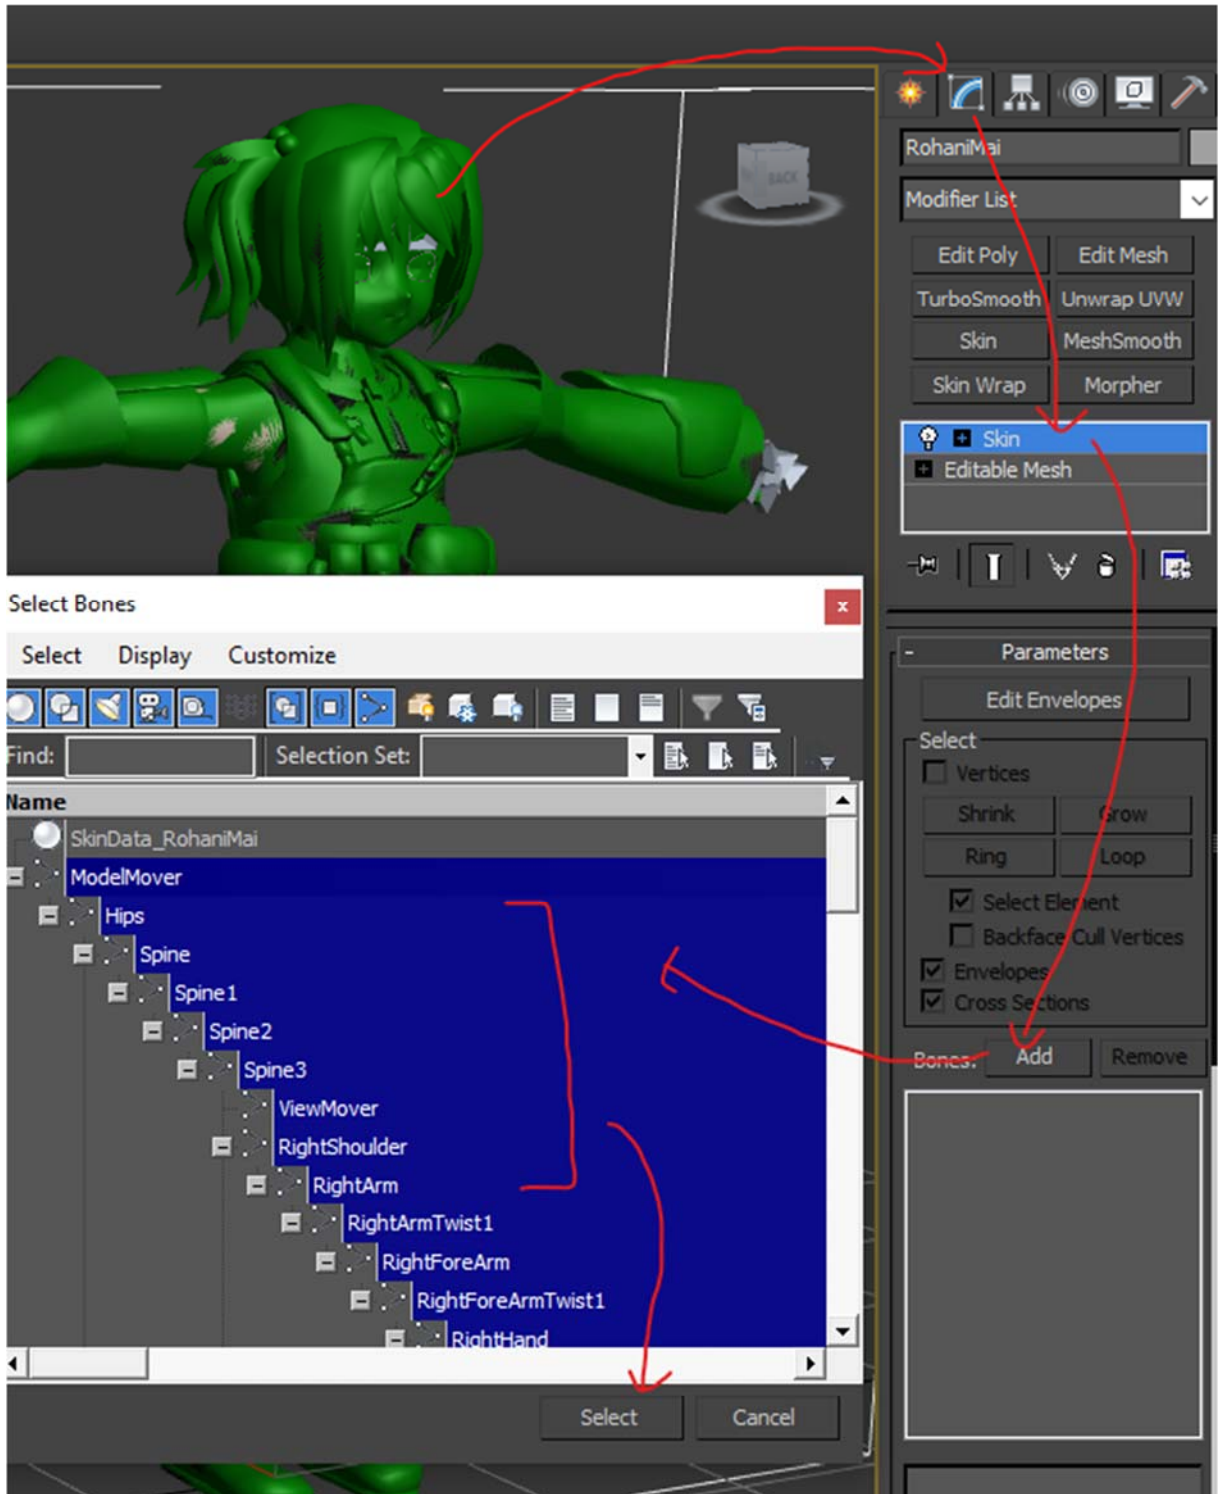 BACK
RohaniMai
Modifier List
Edit Poly Edit Mesh
TurboSmooth Unwrap UVW
Skin MeshSmooth
Skin Wrap Morpher
Skin
Editable Mesh
Parameters
Edit Envelopes
Select
Vertices
Shrink Grow
Ring Loop
Select Element
Backface Cull Vertices
Envelopes
Cross Sections
Bones: Add Remove
Select Bones
x
Select Display Customize
Find: Selection Set:
Name
SkinData_RohaniMai
ModelMover
Hips
Spine
Spine1
Spine2
Spine3
ViewMover
RightShoulder
RightArm
RightArmTwist1
RightForeArm
RightForeArmTwist1
RightHand
Select Cancel